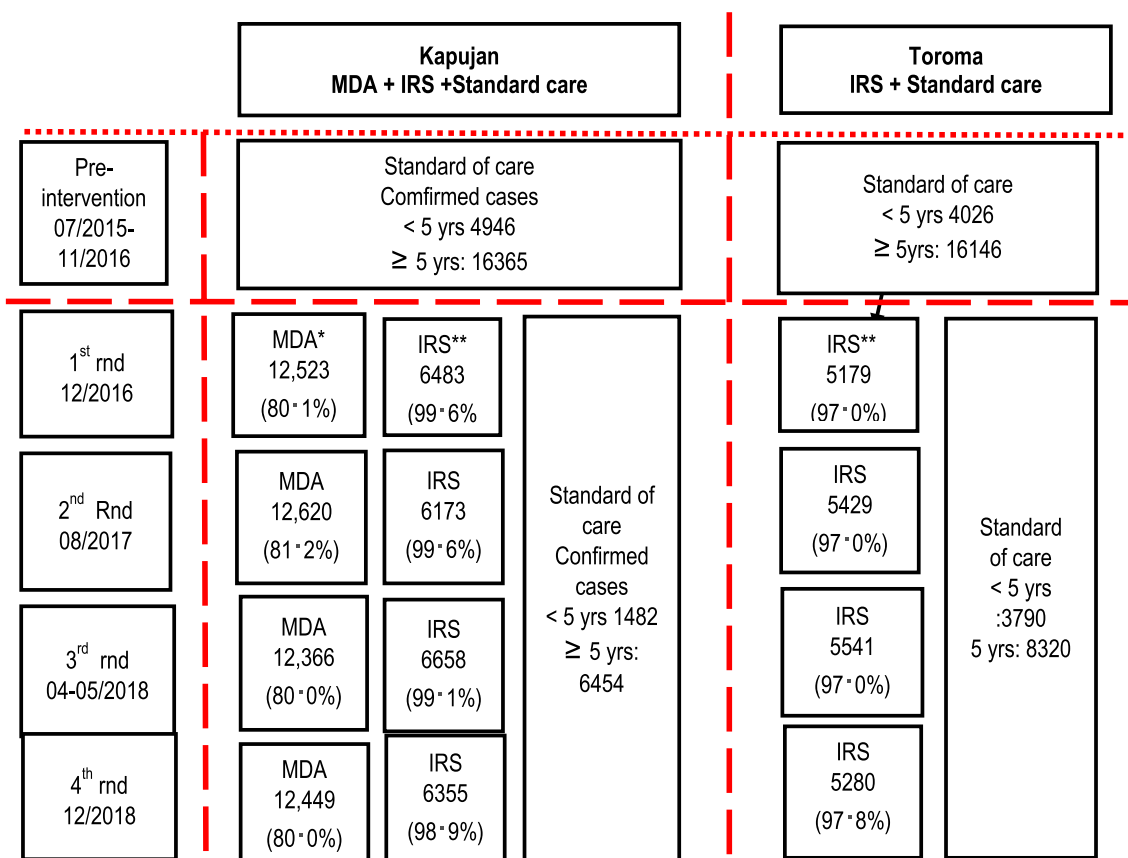 Kapujan
MDA + IRS +Standard care
Toroma
IRS + Standard care
Pre-
intervention
07/2015-
11/2016
Standard of care
Comfirmed cases
< 5 yrs 4946
≥ 5 yrs: 16365
Standard of care
< 5 yrs 4026
≥ 5yrs: 16146
1st rnd
12/2016
MDA*
12,523
(80·1%)
IRS**
6483
(99·6%
IRS**
5179
(97·0%)
2nd Rnd
08/2017
MDA
12,620
(81·2%)
IRS
6173
(99·6%)
IRS
5429
(97·0%)
3rd rnd
04-05/2018
MDA
12,366
(80·0%)
IRS
6658
(99·1%)
IRS
5541
(97·0%)
4th rnd
12/2018
MDA
12,449
(80·0%)
IRS
6355
(98·9%)
IRS
5280
(97·8%)
Standard of
care
Confirmed
cases
< 5 yrs 1482
≥ 5 yrs:
6454
Standard
of care
< 5 yrs
:3790
5 yrs: 8320